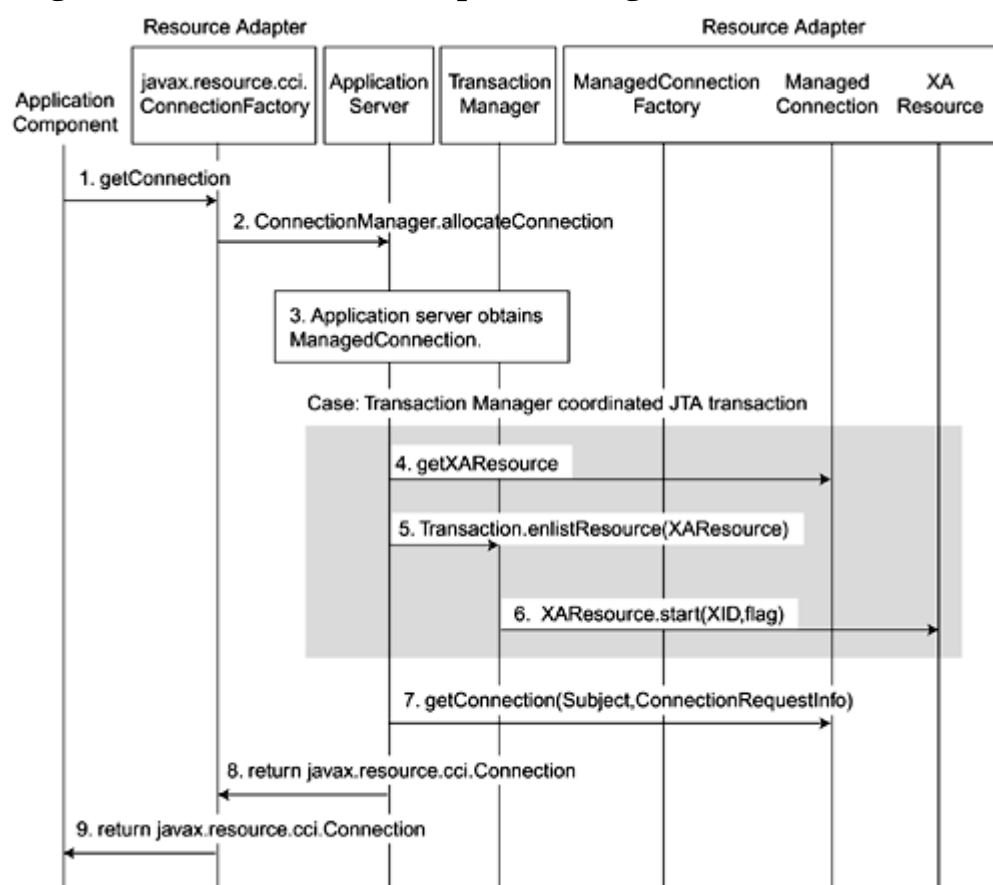 Resource Adapter
Resource Adapter
Application
Component
javax.resource.cci.
ConnectionFactory
Application
Server
Transaction
Manager
ManagedConnection
Factory
Managed
Connection
XA
Resource
1. getConnection
2. ConnectionManager.allocateConnection
3. Application server obtains
ManagedConnection.
Case: Transaction Manager coordinated JTA transaction
4. getXAResource
5. Transaction.enlistResource(XAResource)
6. XAResource.start(XID,flag)
7. getConnection(Subject,ConnectionRequestInfo)
8. return javax.resource.cci.Connection
9. return javax.resource.cci.Connection